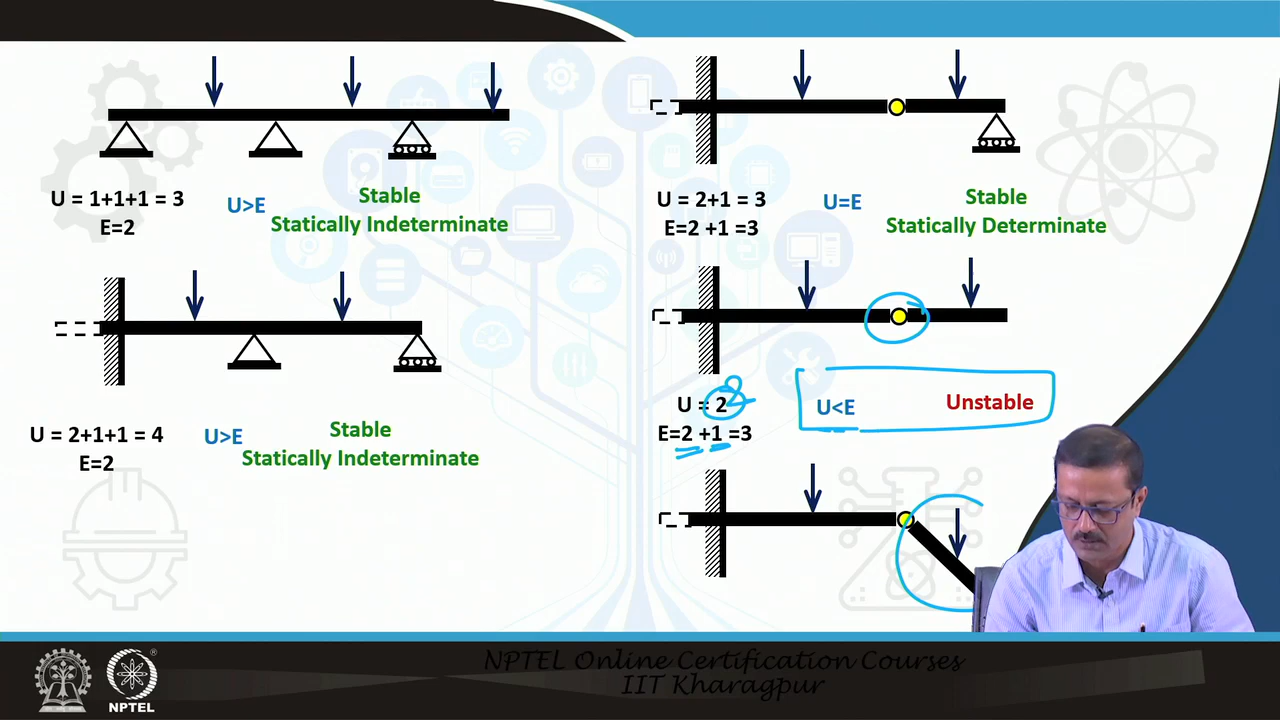 U = 1+1+1 = 3
E=2
U>E
Stable
Statically Indeterminate
U = 2+1+1 = 4
E=2
U>E
Stable
Statically Indeterminate
U = 2+1 = 3
E=2 +1 =3
U=E
Stable
Statically Determinate
U = 2
E=2 +1 =3
U<E
Unstable
NPTEL Online Certification Courses
IIT Kharagpur
NPTEL